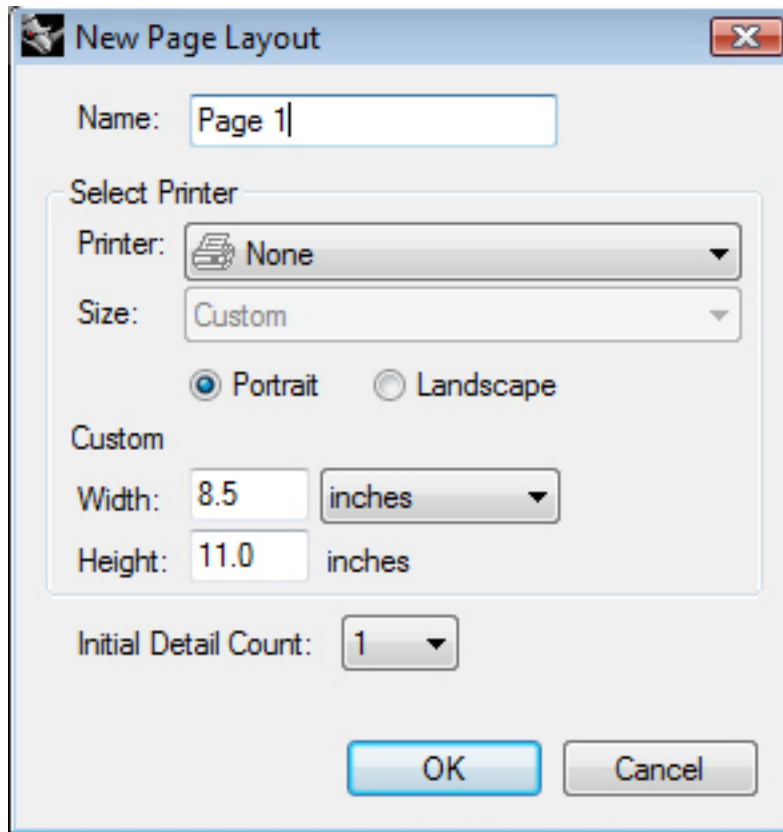 New Page Layout
Name: Page 1
Select Printer
Printer: None
Size: Custom
Portrait Landscape
Custom
Width: 8.5 inches
Height: 11.0 inches
Initial Detail Count: 1
OK Cancel